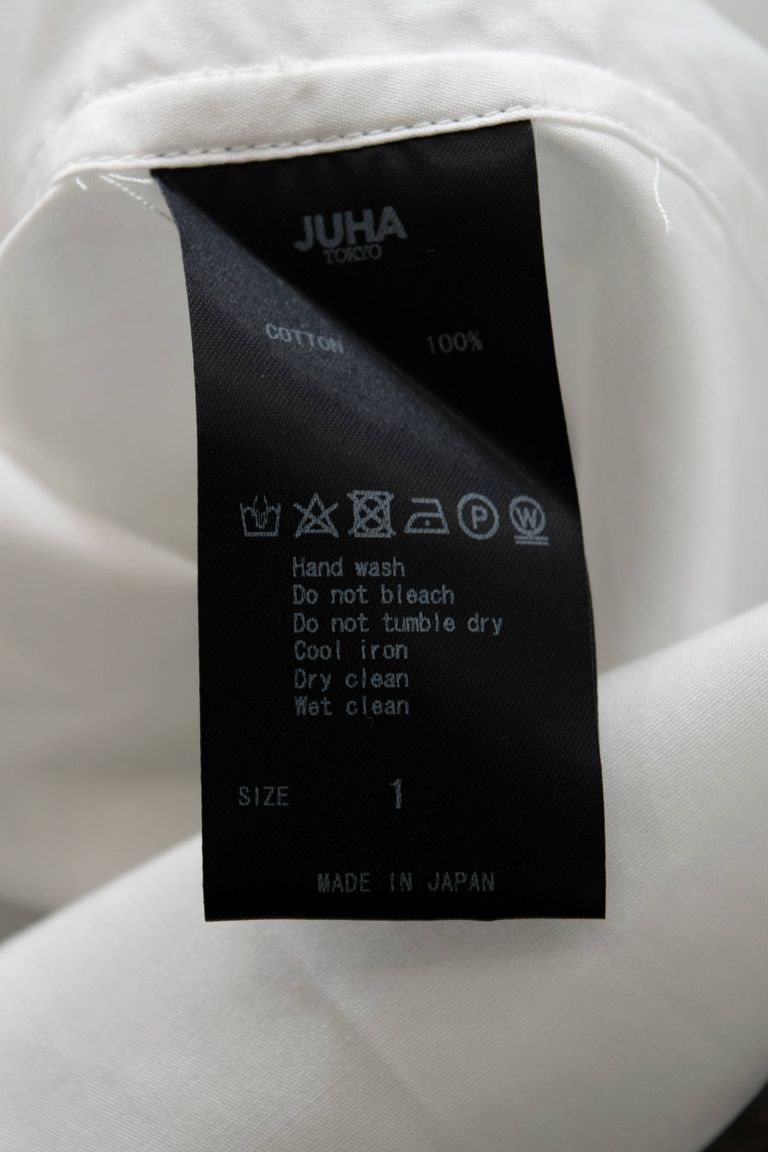 JUHA
TOKYO
COTTON 100%
P W
Hand wash
Do not bleach
Do not tumble dry
Cool iron
Dry clean
Wet clean
SIZE 1
MADE IN JAPAN